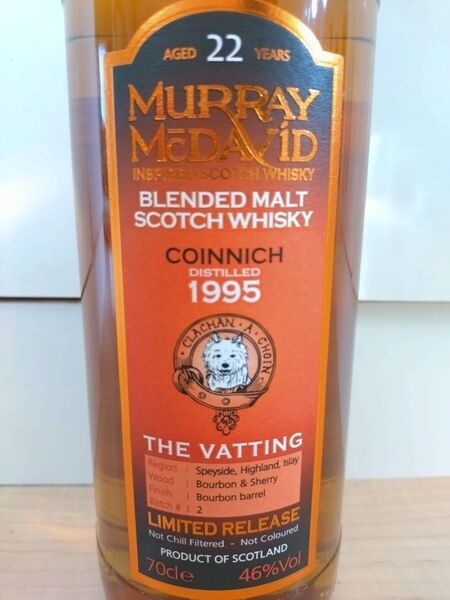 AGED 22 YEARS
MURRAY
McDAVID
INSPIRED SCOTCH WHISKY
BLENDED MALT
SCOTCH WHISKY
COINNICH
DISTILLED
1995
CLACHAN · A · CHOIN
THE VATTING
Region | Speyside, Highland, Islay
Wood | Bourbon & Sherry
Finish | Bourbon barrel
Batch # | 2
LIMITED RELEASE
Not Chill Filtered - Not Coloured
PRODUCT OF SCOTLAND
70cl e 46%Vol